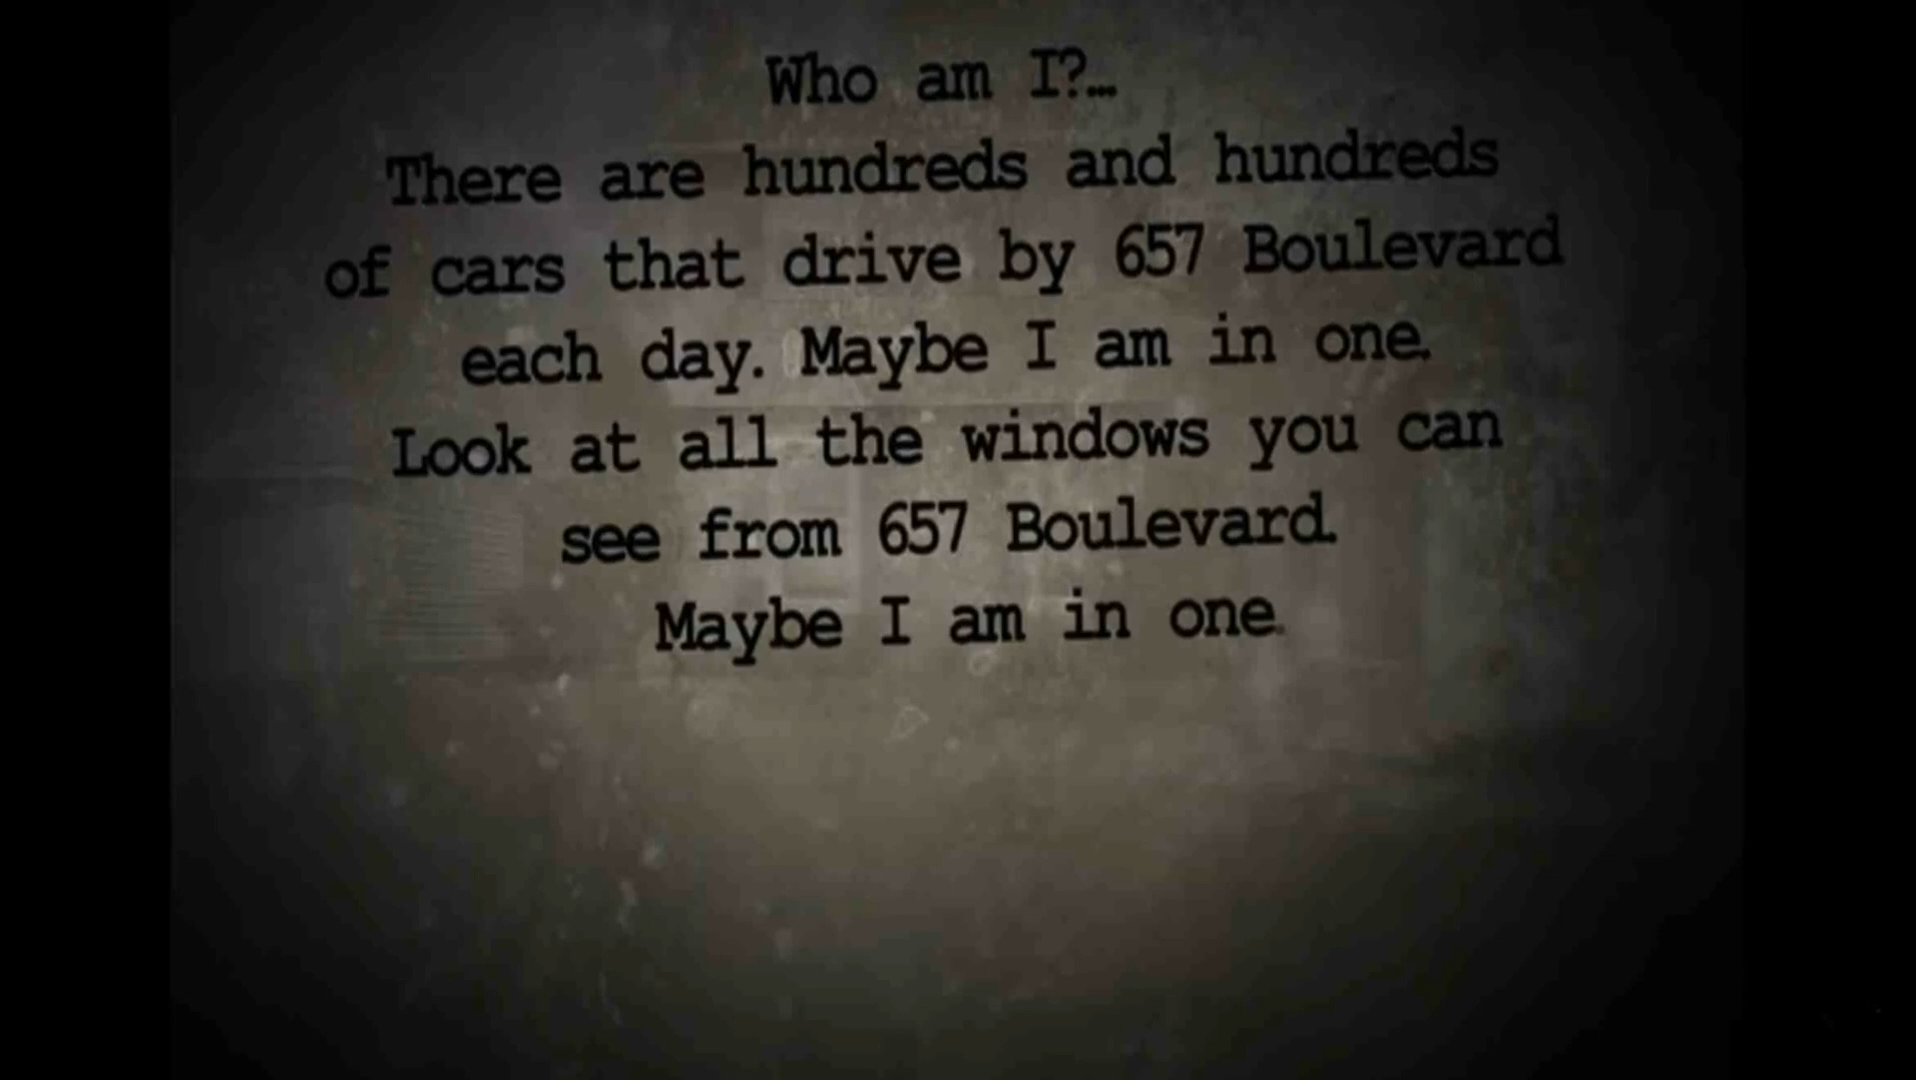 Who am I?...
There are hundreds and hundreds
of cars that drive by 657 Boulevard
each day. Maybe I am in one.
Look at all the windows you can
see from 657 Boulevard.
Maybe I am in one.